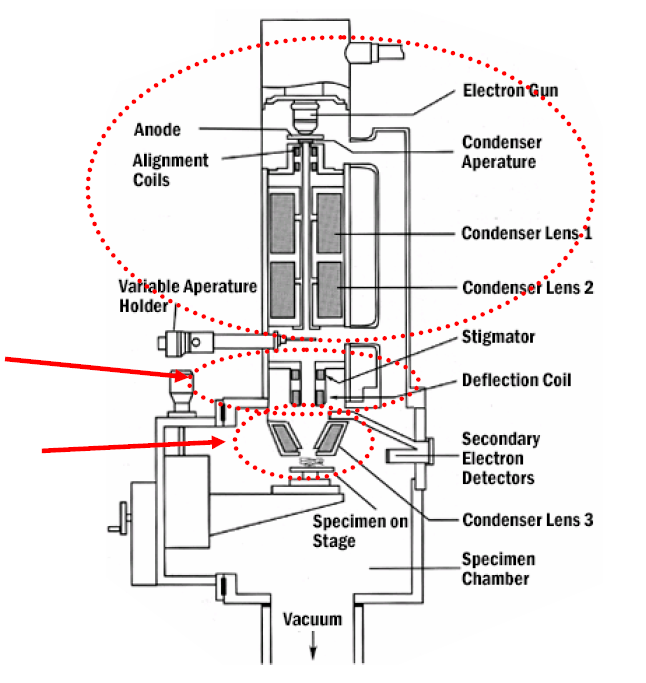 Electron Gun
Anode
Condenser
Aperature
Alignment
Coils
Condenser Lens 1
Variable Aperature
Holder
Condenser Lens 2
Stigmator
Deflection Coil
Secondary
Electron
Detectors
Specimen on
Stage
Condenser Lens 3
Specimen
Chamber
Vacuum